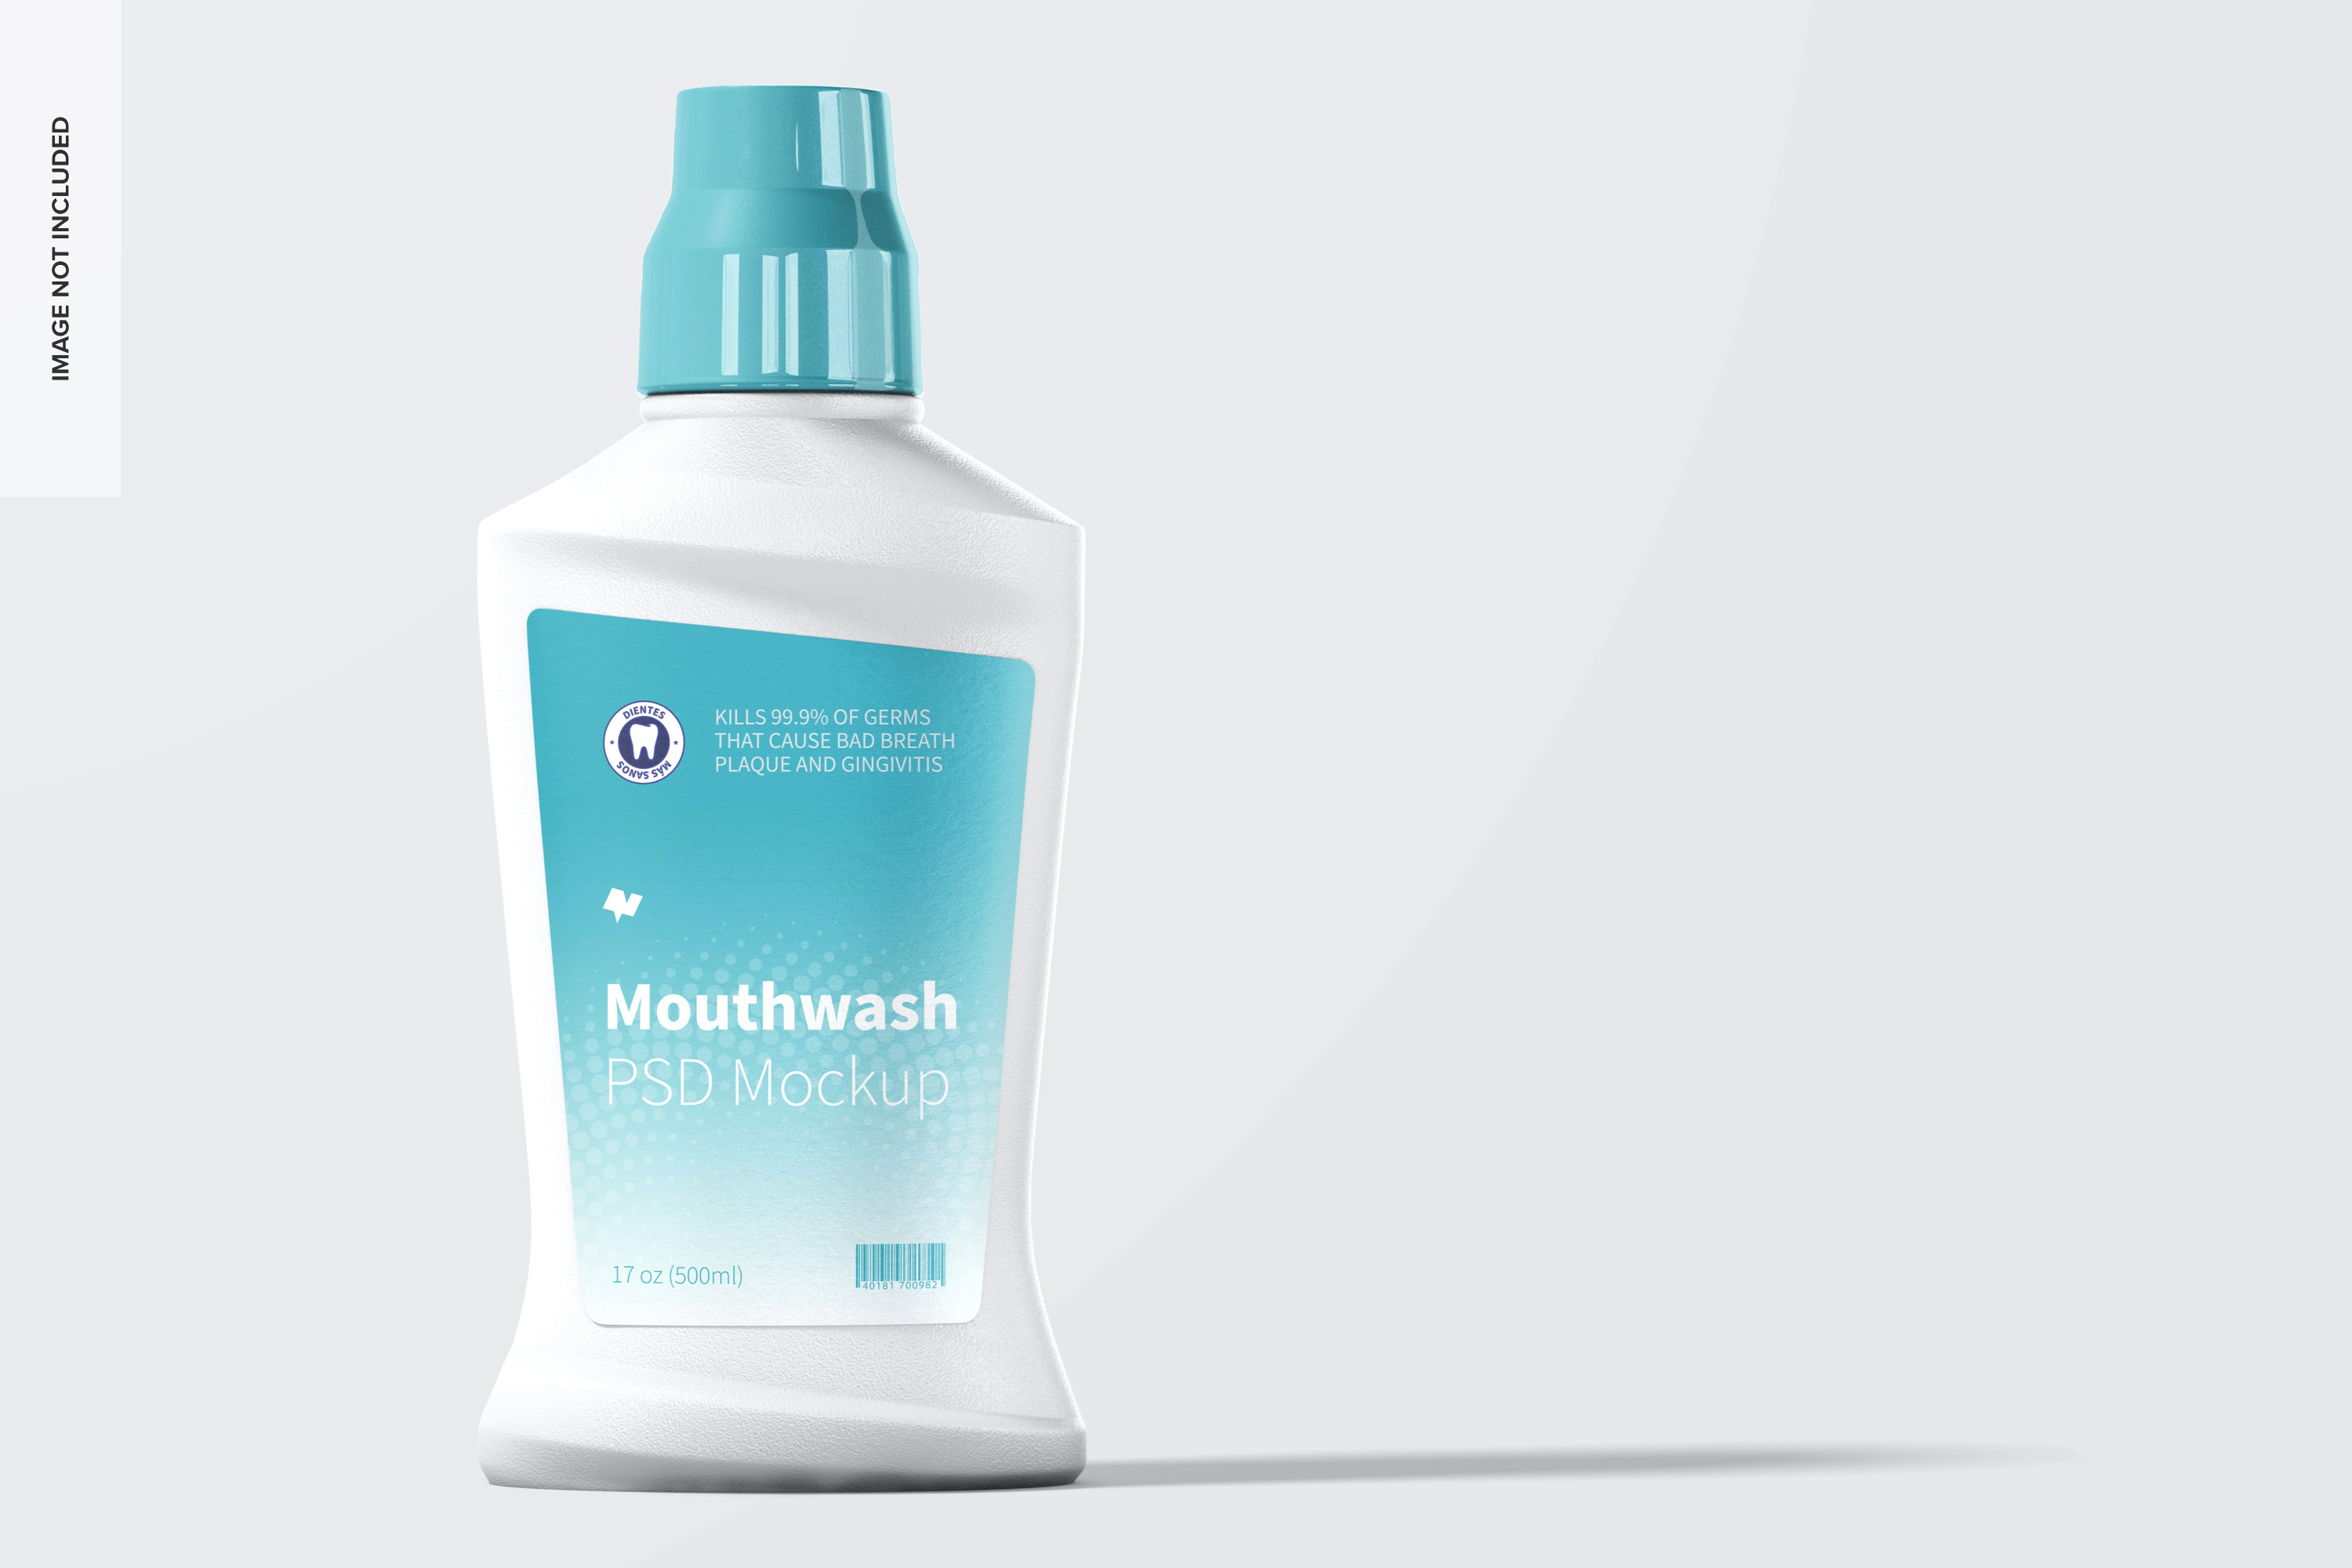 IMAGE NOT INCLUDED
DIENTES
MÁS SANOS
KILLS 99.9% OF GERMS
THAT CAUSE BAD BREATH
PLAQUE AND GINGIVITIS
Mouthwash
PSD Mockup
17 oz (500ml)
40181 700982